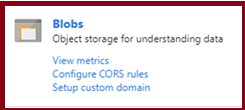 Blobs
Object storage for understanding data
View metrics
Configure CORS rules
Setup custom domain